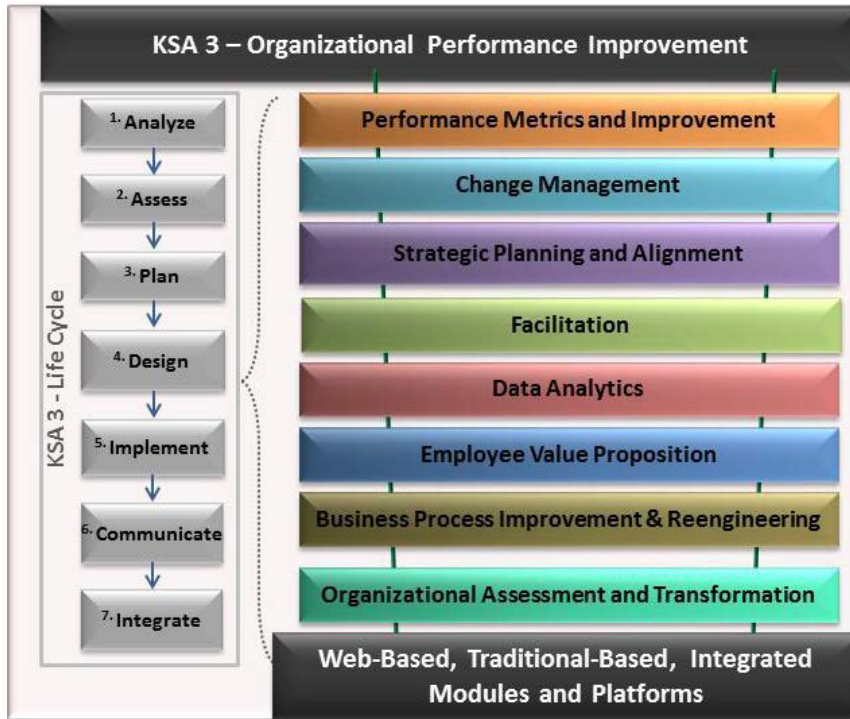 KSA 3 – Organizational Performance Improvement
KSA 3 - Life Cycle
1. Analyze
2. Assess
3. Plan
4. Design
5. Implement
6. Communicate
7. Integrate
Performance Metrics and Improvement
Change Management
Strategic Planning and Alignment
Facilitation
Data Analytics
Employee Value Proposition
Business Process Improvement & Reengineering
Organizational Assessment and Transformation
Web-Based, Traditional-Based, Integrated
Modules and Platforms